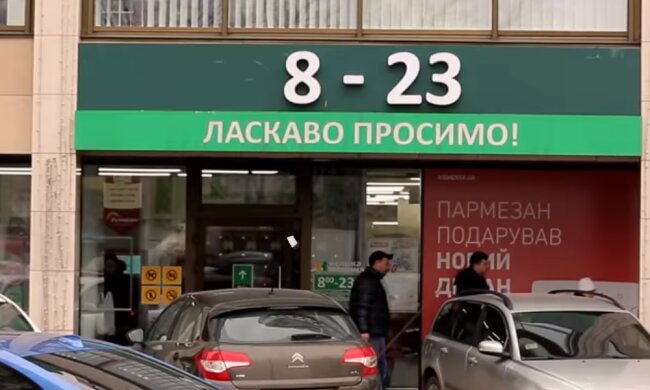 8 - 23
ЛАСКАВО ПРОСИМО!
ПАРМЕЗАН
ПОДАРУВАВ
НОВИЙ
8⁰⁰-23